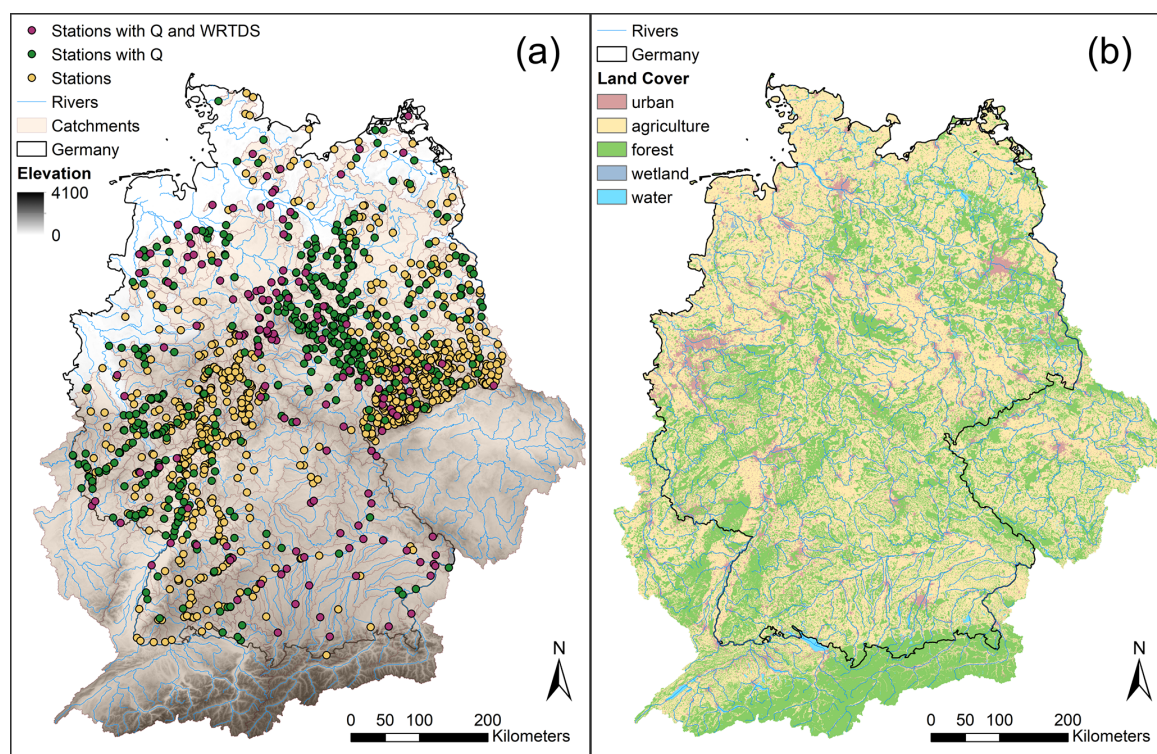 Stations with Q and WRTDS
Stations with Q
Stations
Rivers
Catchments
Germany
Elevation
4100
0
(a)
N
0 50 100 200
Kilometers
Rivers
Germany
Land Cover
urban
agriculture
forest
wetland
water
(b)
N
0 50 100 200
Kilometers